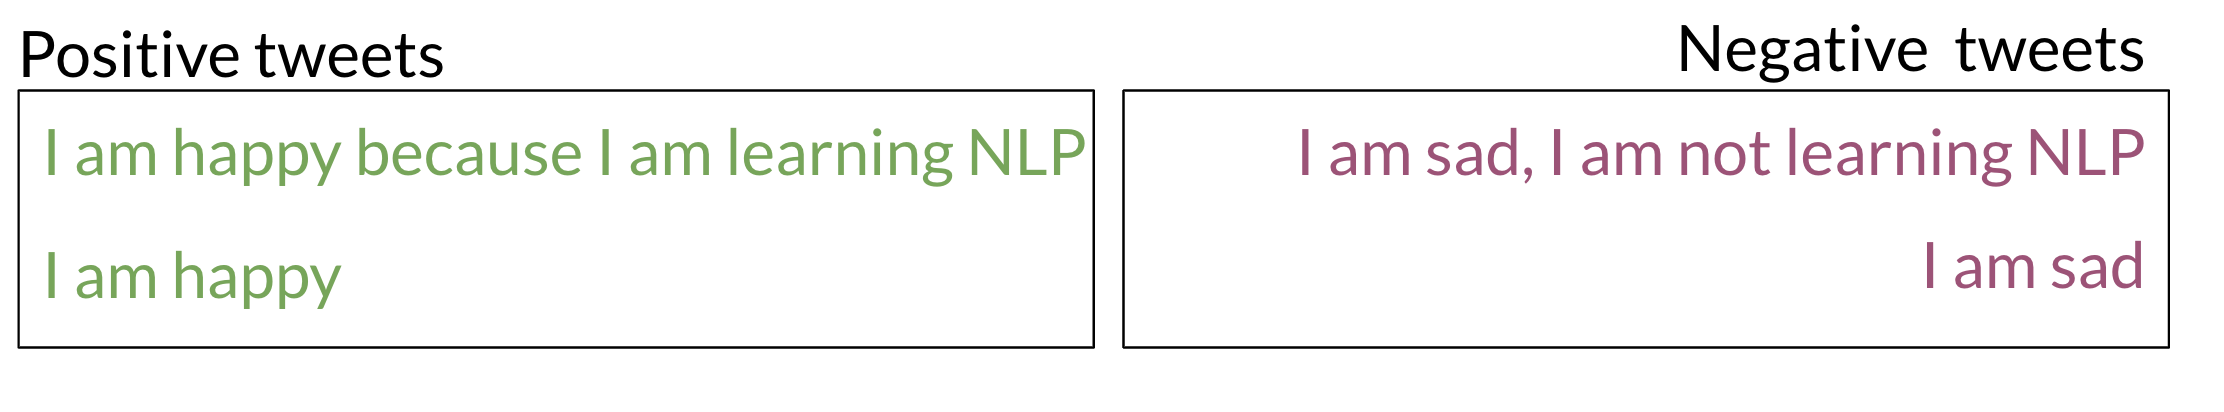 Positive tweets
I am happy because I am learning NLP
I am happy
Negative tweets
I am sad, I am not learning NLP
I am sad